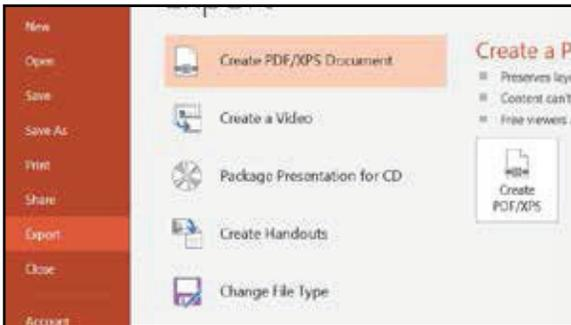 Export
New
Open
Save
Save As
Print
Share
Export
Close
Account
Create PDF/XPS Document
Create a Video
Package Presentation for CD
Create Handouts
Change File Type
Create a P
Preserves lay
Content can't
Free viewers
Create
PDF/XPS